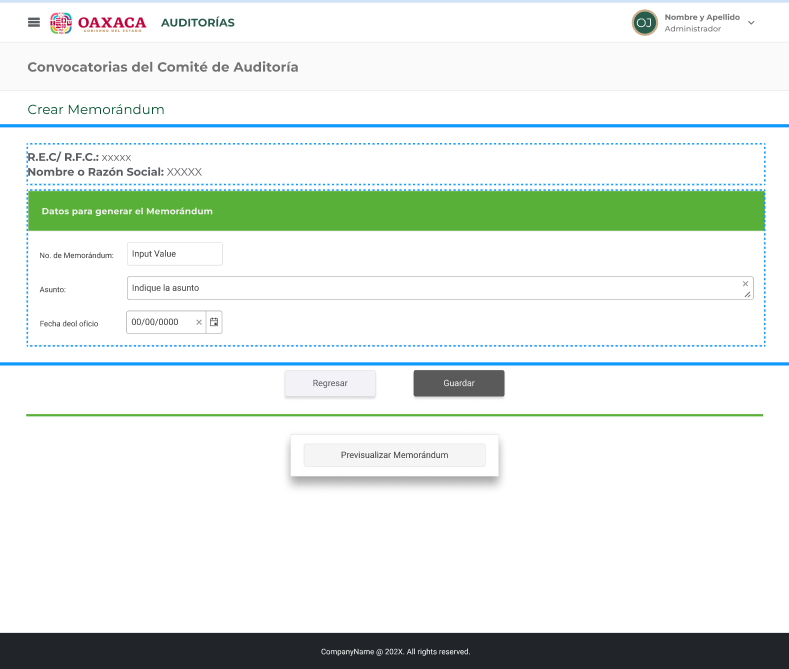 OAXACA
GOBIERNO DEL ESTADO
AUDITORÍAS
OJ
Nombre y Apellido
Administrador
Convocatorias del Comité de Auditoría
Crear Memorándum
R.E.C/ R.F.C.: xxxxx
Nombre o Razón Social: XXXXX
Datos para generar el Memorándum
No. de Memorándum:
Input Value
Asunto:
Indique la asunto
Fecha deol oficio
00/00/0000
Regresar
Guardar
Previsualizar Memorándum
CompanyName @ 202X. All rights reserved.